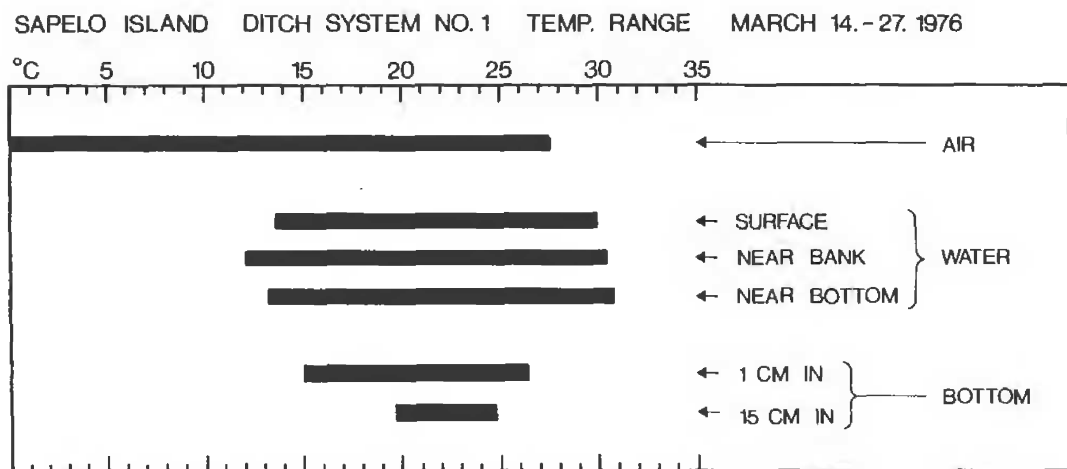 SAPELO ISLAND DITCH SYSTEM NO. 1 TEMP. RANGE MARCH 14.-27. 1976
°C 5 10 15 20 25 30 35
AIR
SURFACE
NEAR BANK
WATER
NEAR BOTTOM
1 CM IN
BOTTOM
15 CM IN